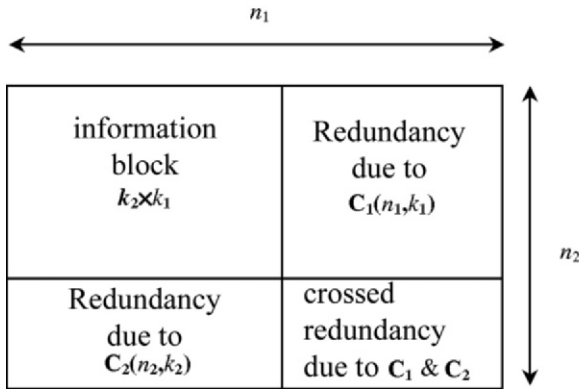 n₁
information
block
k₂×k₁
Redundancy
due to
C₁(n₁,k₁)
n₂
Redundancy
due to
C₂(n₂,k₂)
crossed
redundancy
due to C₁ & C₂